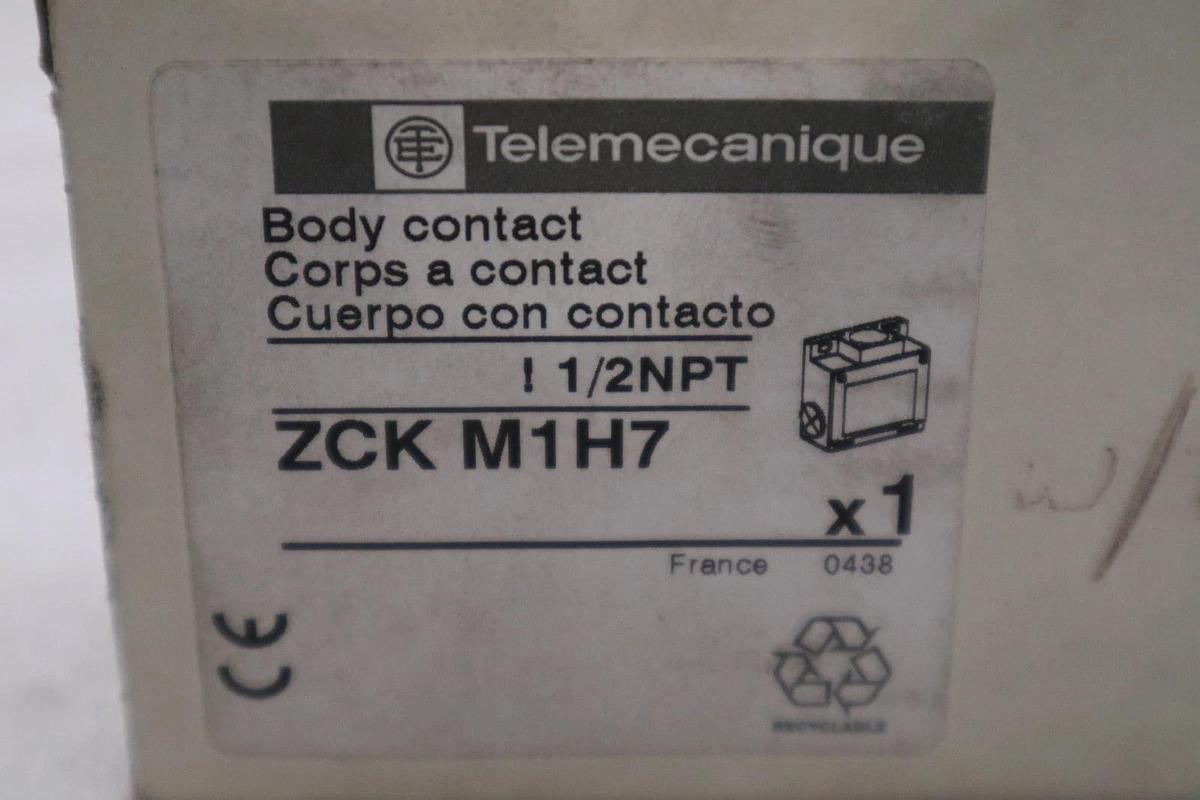 Telemecanique
Body contact
Corps a contact
Cuerpo con contacto
! 1/2NPT
ZCK M1H7
x1
France 0438
CE
RECYCLABLE
w/